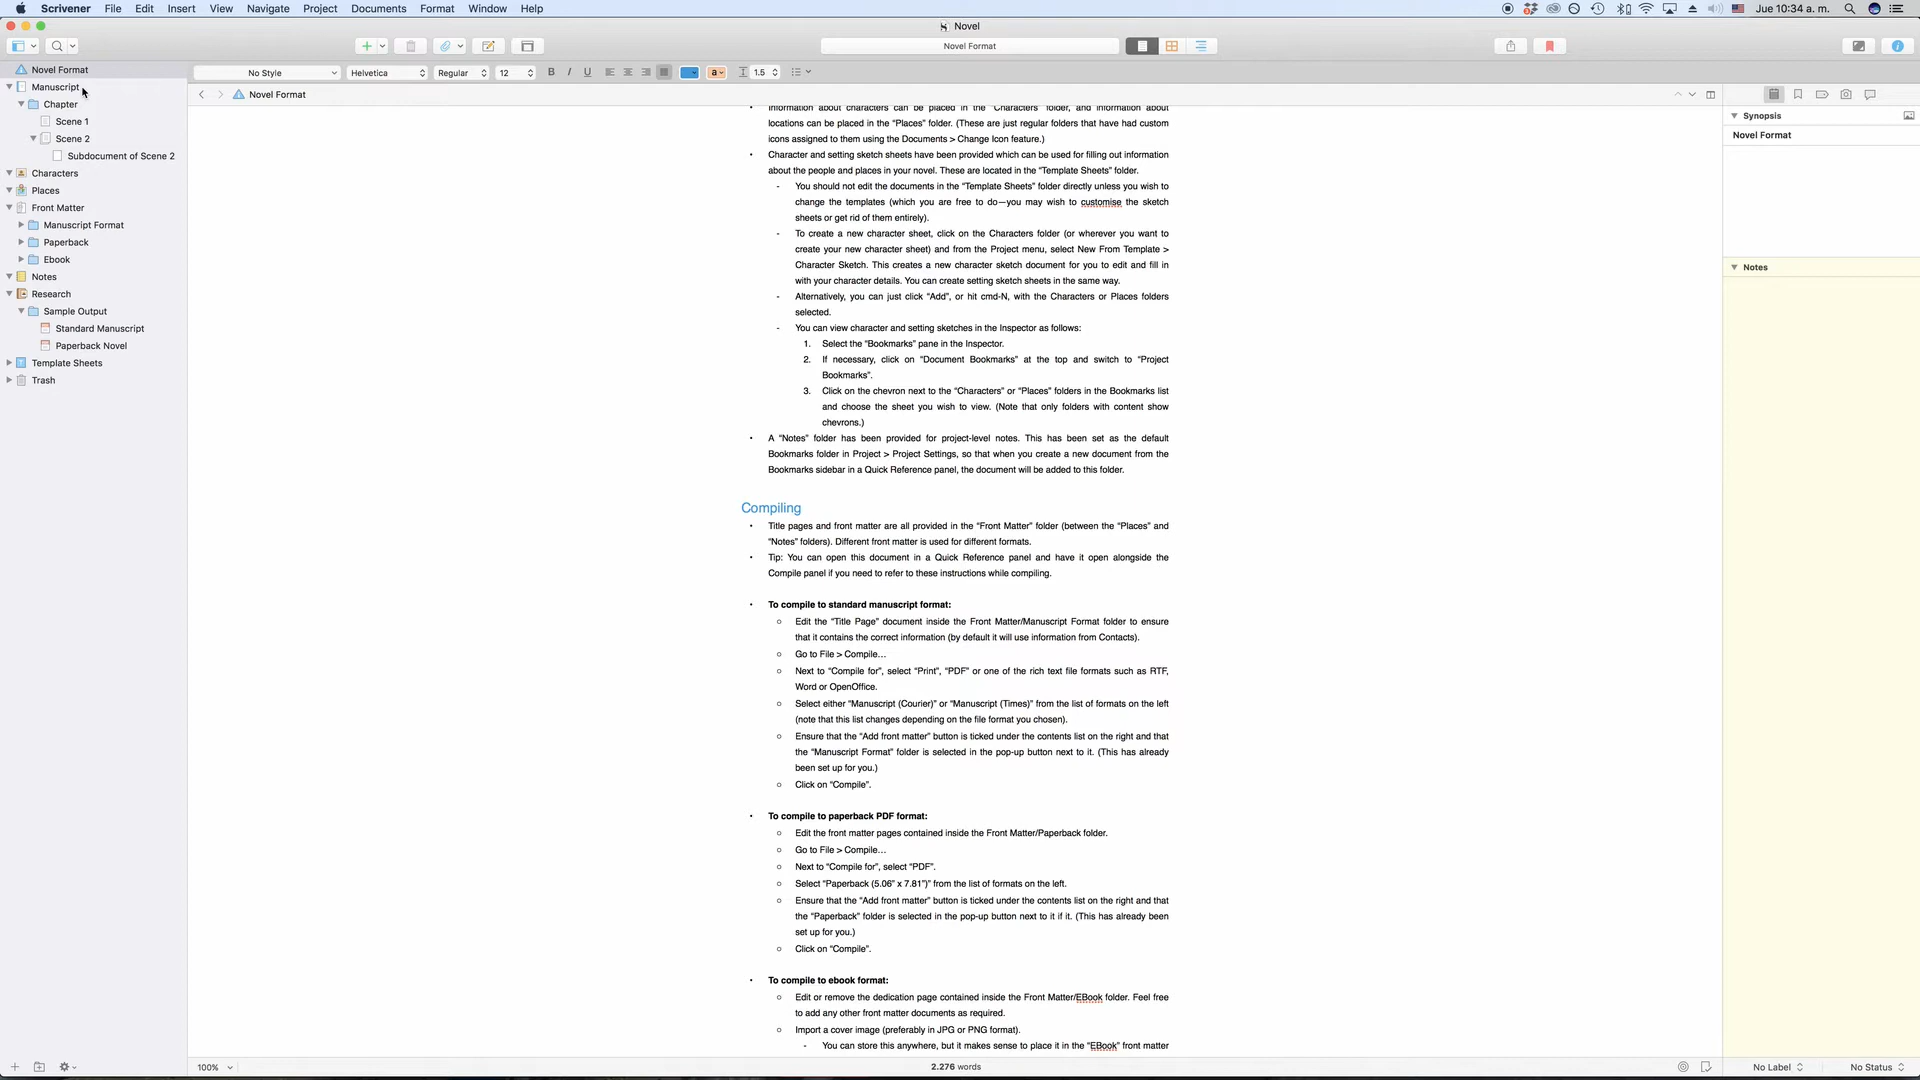 Scrivener File Edit Insert View Navigate Project Documents Format Window Help
Jue 10:34 a. m.
Novel
Novel Format
No Style Helvetica Regular 12 B I U a 1.5
Novel Format
Novel Format
Manuscript
Chapter
Scene 1
Scene 2
Subdocument of Scene 2
Characters
Places
Front Matter
Manuscript Format
Paperback
Ebook
Notes
Research
Sample Output
Standard Manuscript
Paperback Novel
Template Sheets
Trash
• Information about characters can be placed in the “Characters” folder, and information about
locations can be placed in the “Places” folder. (These are just regular folders that have had custom
icons assigned to them using the Documents > Change Icon feature.)
• Character and setting sketch sheets have been provided which can be used for filling out information
about the people and places in your novel. These are located in the “Template Sheets” folder.
- You should not edit the documents in the “Template Sheets” folder directly unless you wish to
change the templates (which you are free to do—you may wish to customise the sketch
sheets or get rid of them entirely).
- To create a new character sheet, click on the Characters folder (or wherever you want to
create your new character sheet) and from the Project menu, select New From Template >
Character Sketch. This creates a new character sketch document for you to edit and fill in
with your character details. You can create setting sketch sheets in the same way.
- Alternatively, you can just click “Add”, or hit cmd-N, with the Characters or Places folders
selected.
- You can view character and setting sketches in the Inspector as follows:
1. Select the “Bookmarks” pane in the Inspector.
2. If necessary, click on “Document Bookmarks” at the top and switch to “Project
Bookmarks”.
3. Click on the chevron next to the “Characters” or “Places” folders in the Bookmarks list
and choose the sheet you wish to view. (Note that only folders with content show
chevrons.)
• A “Notes” folder has been provided for project-level notes. This has been set as the default
Bookmarks folder in Project > Project Settings, so that when you create a new document from the
Bookmarks sidebar in a Quick Reference panel, the document will be added to this folder.
Compiling
• Title pages and front matter are all provided in the “Front Matter” folder (between the “Places” and
“Notes” folders). Different front matter is used for different formats.
• Tip: You can open this document in a Quick Reference panel and have it open alongside the
Compile panel if you need to refer to these instructions while compiling.
• To compile to standard manuscript format:
○ Edit the “Title Page” document inside the Front Matter/Manuscript Format folder to ensure
that it contains the correct information (by default it will use information from Contacts).
○ Go to File > Compile…
○ Next to “Compile for”, select “Print”, “PDF” or one of the rich text file formats such as RTF,
Word or OpenOffice.
○ Select either “Manuscript (Courier)” or “Manuscript (Times)” from the list of formats on the left
(note that this list changes depending on the file format you chosen).
○ Ensure that the “Add front matter” button is ticked under the contents list on the right and that
the “Manuscript Format” folder is selected in the pop-up button next to it. (This has already
been set up for you.)
○ Click on “Compile”.
• To compile to paperback PDF format:
○ Edit the front matter pages contained inside the Front Matter/Paperback folder.
○ Go to File > Compile…
○ Next to “Compile for”, select “PDF”.
○ Select “Paperback (5.06” x 7.81”)” from the list of formats on the left.
○ Ensure that the “Add front matter” button is ticked under the contents list on the right and that
the “Paperback” folder is selected in the pop-up button next to it if it. (This has already been
set up for you.)
○ Click on “Compile”.
• To compile to ebook format:
○ Edit or remove the dedication page contained inside the Front Matter/EBook folder. Feel free
to add any other front matter documents as required.
○ Import a cover image (preferably in JPG or PNG format).
- You can store this anywhere, but it makes sense to place it in the “EBook” front matter
Synopsis
Novel Format
Notes
100%
2.276 words
No Label
No Status